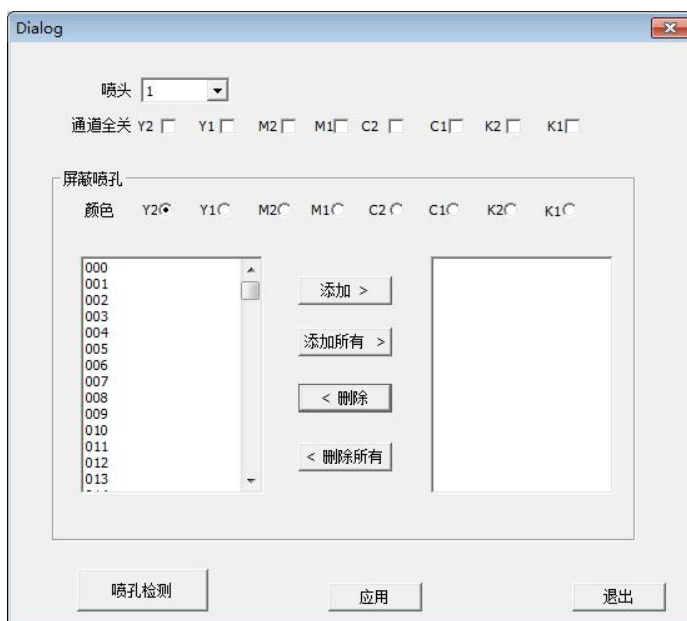 Dialog
喷头 1
通道全关 Y2 Y1 M2 M1 C2 C1 K2 K1
屏蔽喷孔
颜色 Y2 Y1 M2 M1 C2 C1 K2 K1
000
001
002
003
004
005
006
007
008
009
010
011
012
013
添加 >
添加所有 >
< 删除
< 删除所有
喷孔检测
应用
退出